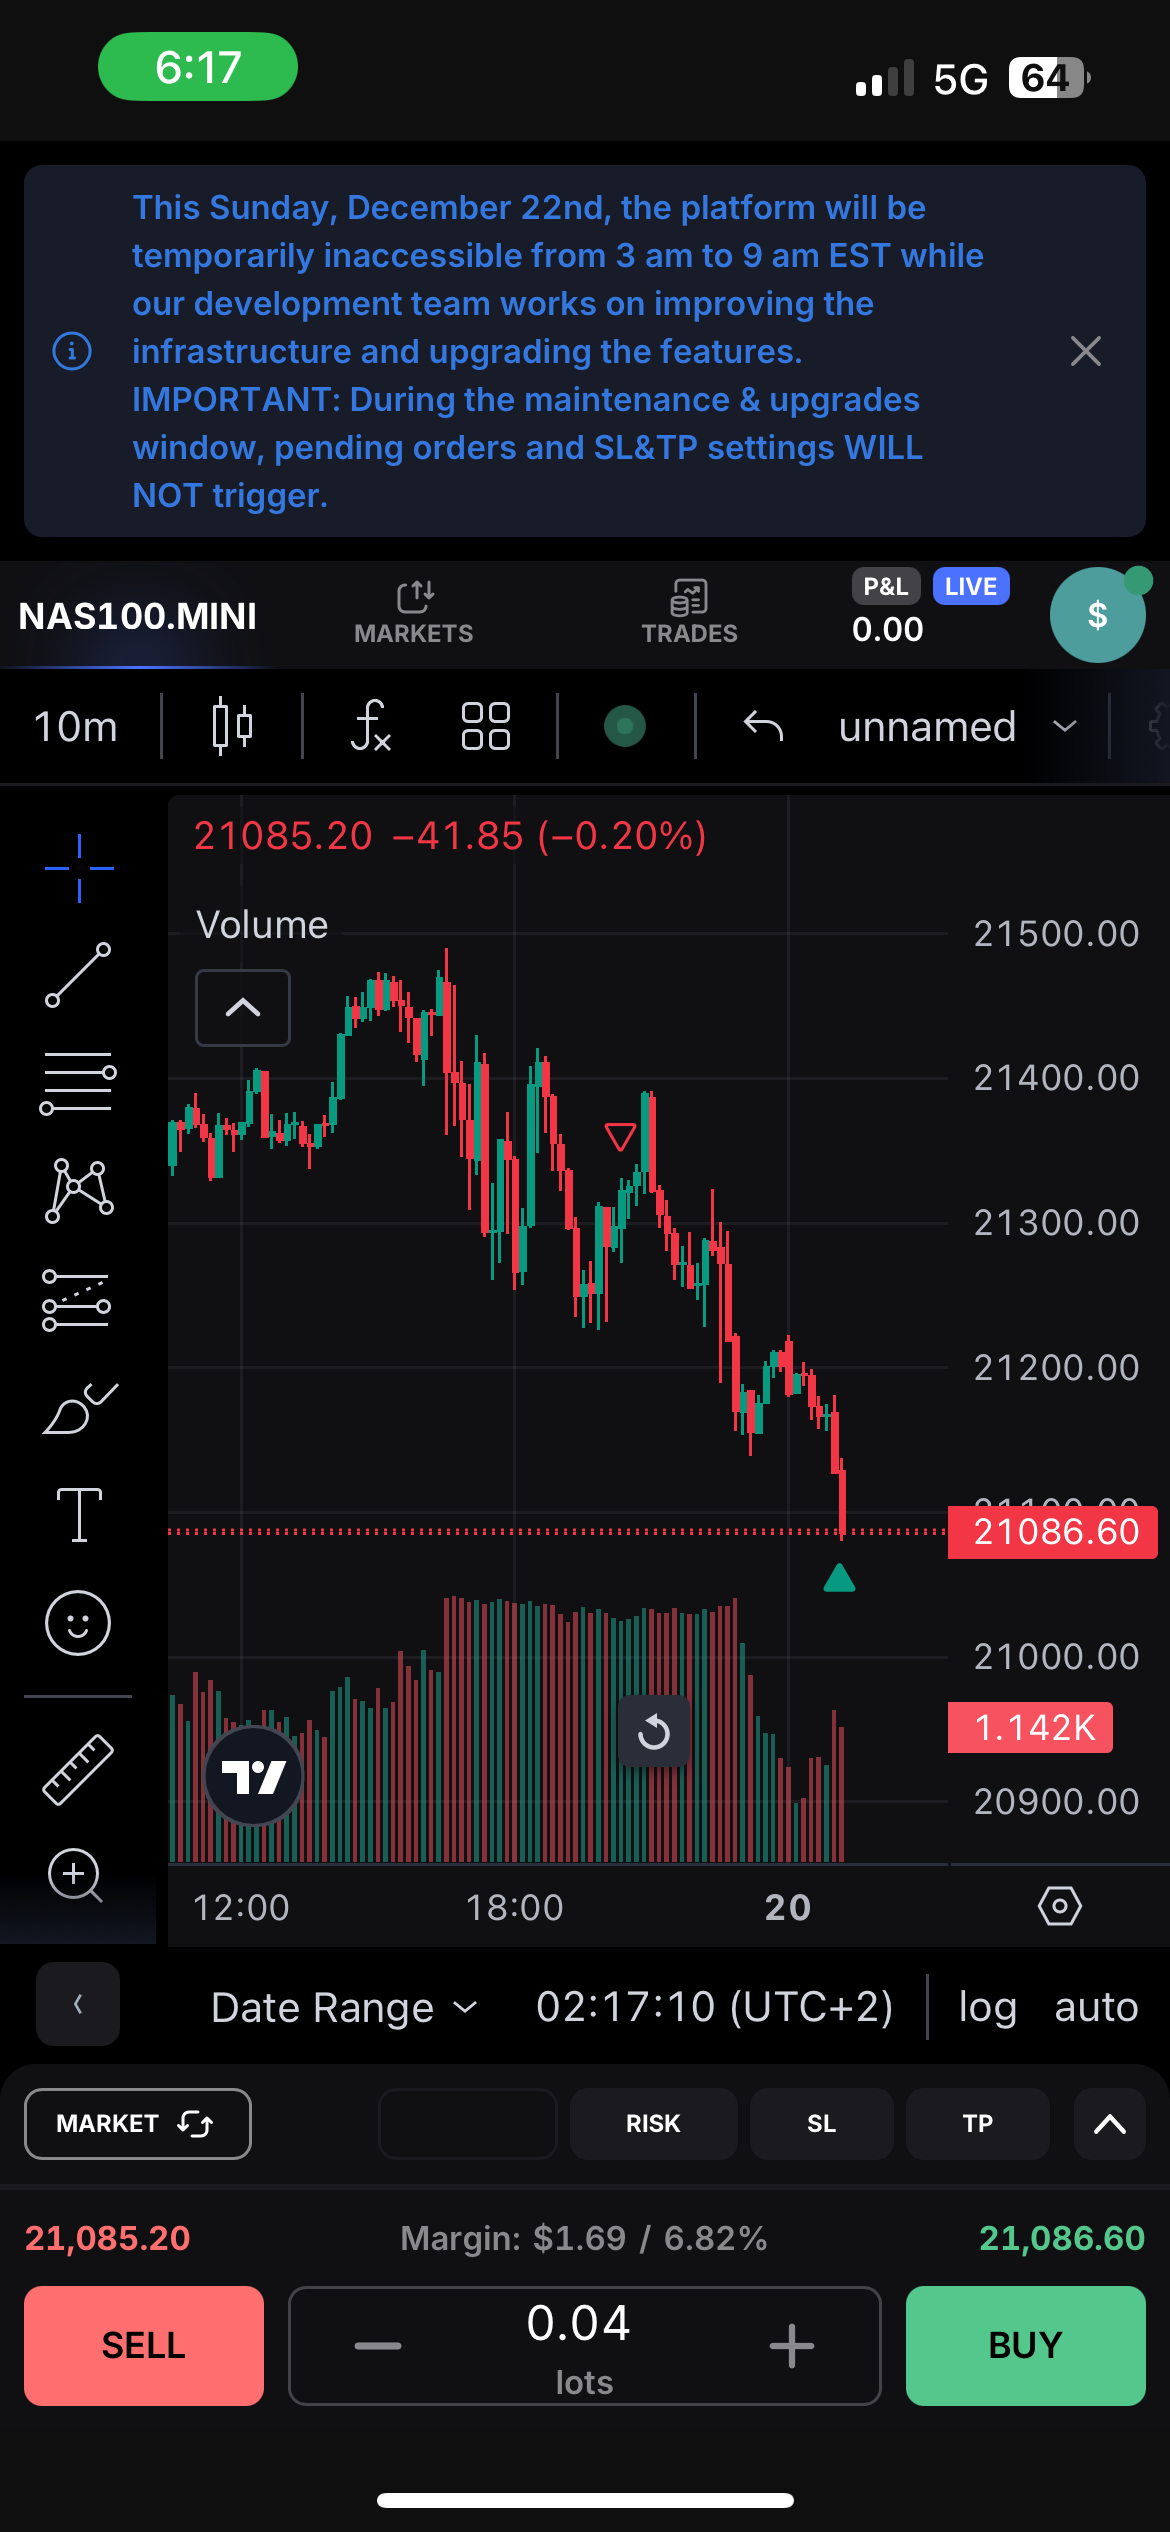 6:17
5G 64
This Sunday, December 22nd, the platform will be
temporarily inaccessible from 3 am to 9 am EST while
our development team works on improving the
infrastructure and upgrading the features.
IMPORTANT: During the maintenance & upgrades
window, pending orders and SL&TP settings WILL
NOT trigger.
NAS100.MINI
MARKETS
TRADES
P&L LIVE
0.00
$
10m
unnamed
21085.20 −41.85 (−0.20%)
Volume
21500.00
21400.00
21300.00
21200.00
21100.00
21086.60
21000.00
1.142K
20900.00
12:00 18:00 20
Date Range 02:17:10 (UTC+2) log auto
MARKET RISK SL TP
21,085.20 Margin: $1.69 / 6.82% 21,086.60
SELL 0.04 BUY
lots